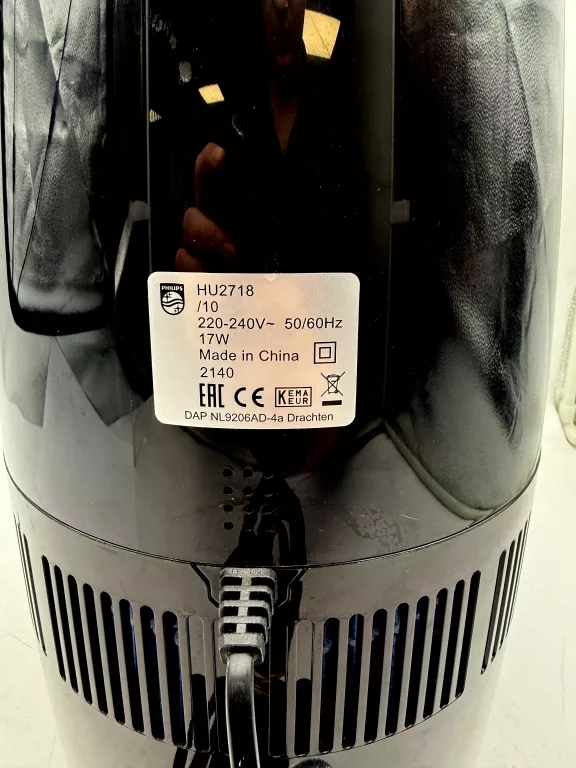 PHILIPS
HU2718
/10
220-240V~ 50/60Hz
17W
Made in China
2140
EAC CE KEMA KEUR
DAP NL9206AD-4a Drachten